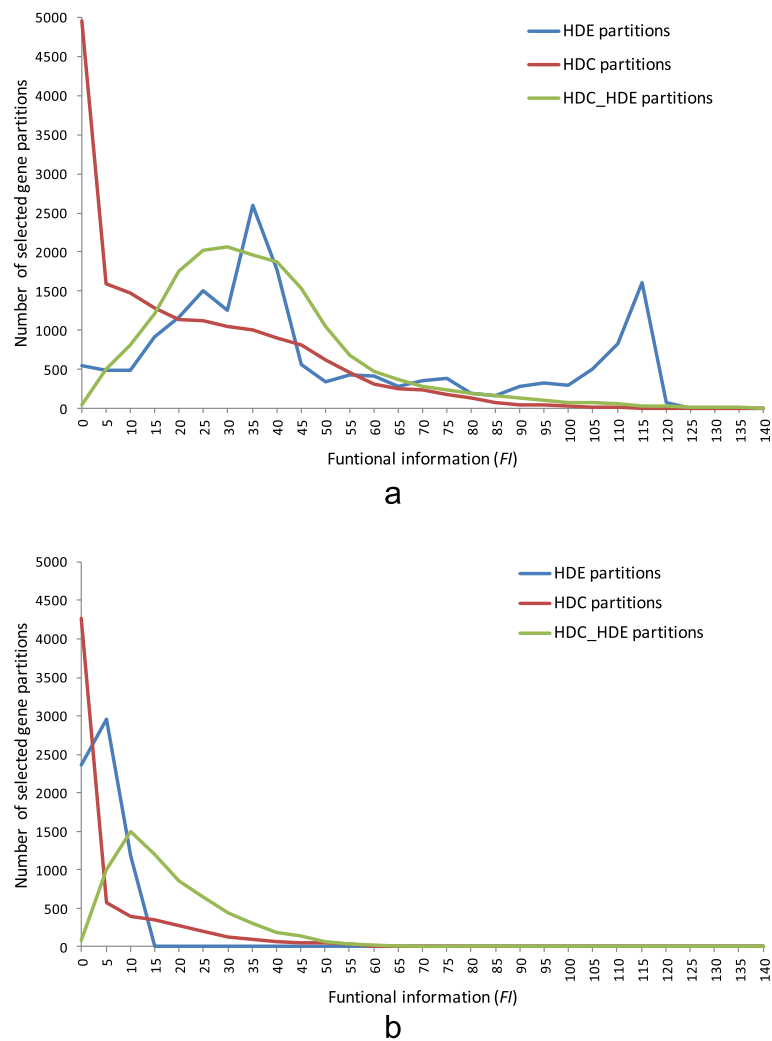 5000
4500
4000
3500
3000
2500
2000
1500
1000
500
0
Number of selected gene partitions
HDE partitions
HDC partitions
HDC_HDE partitions
0 5 10 15 20 25 30 35 40 45 50 55 60 65 70 75 80 85 90 95 100 105 110 115 120 125 130 135 140
Funtional information (FI)
a
5000
4500
4000
3500
3000
2500
2000
1500
1000
500
0
Number of selected gene partitions
HDE partitions
HDC partitions
HDC_HDE partitions
0 5 10 15 20 25 30 35 40 45 50 55 60 65 70 75 80 85 90 95 100 105 110 115 120 125 130 135 140
Funtional information (FI)
b